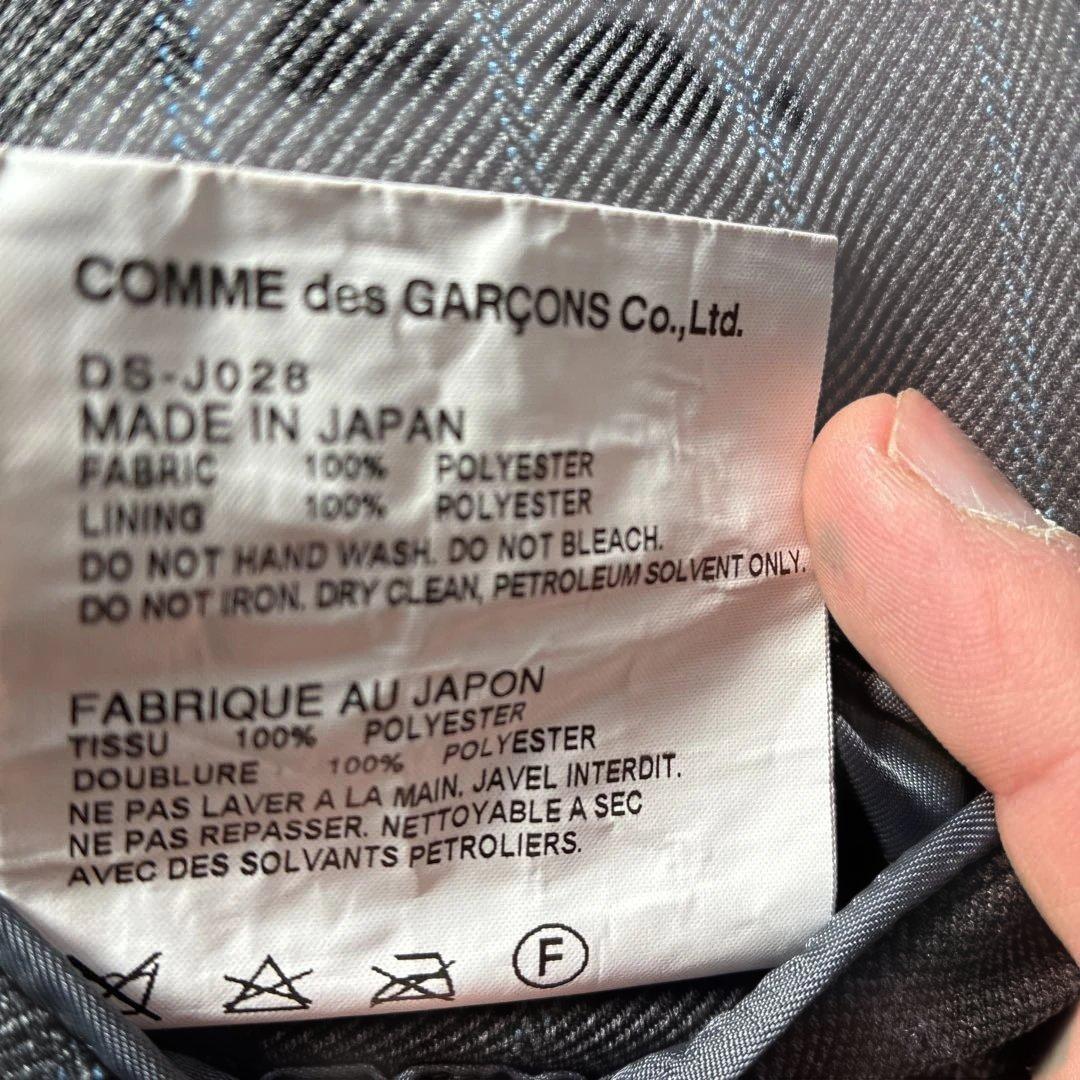 COMME des GARÇONS Co.,Ltd.
DS-J028
MADE IN JAPAN
FABRIC 100% POLYESTER
LINING 100% POLYESTER
DO NOT HAND WASH. DO NOT BLEACH.
DO NOT IRON. DRY CLEAN, PETROLEUM SOLVENT ONLY.
FABRIQUE AU JAPON
TISSU 100% POLYESTER
DOUBLURE 100% POLYESTER
NE PAS LAVER A LA MAIN. JAVEL INTERDIT.
NE PAS REPASSER. NETTOYABLE A SEC
AVEC DES SOLVANTS PETROLIERS.
F